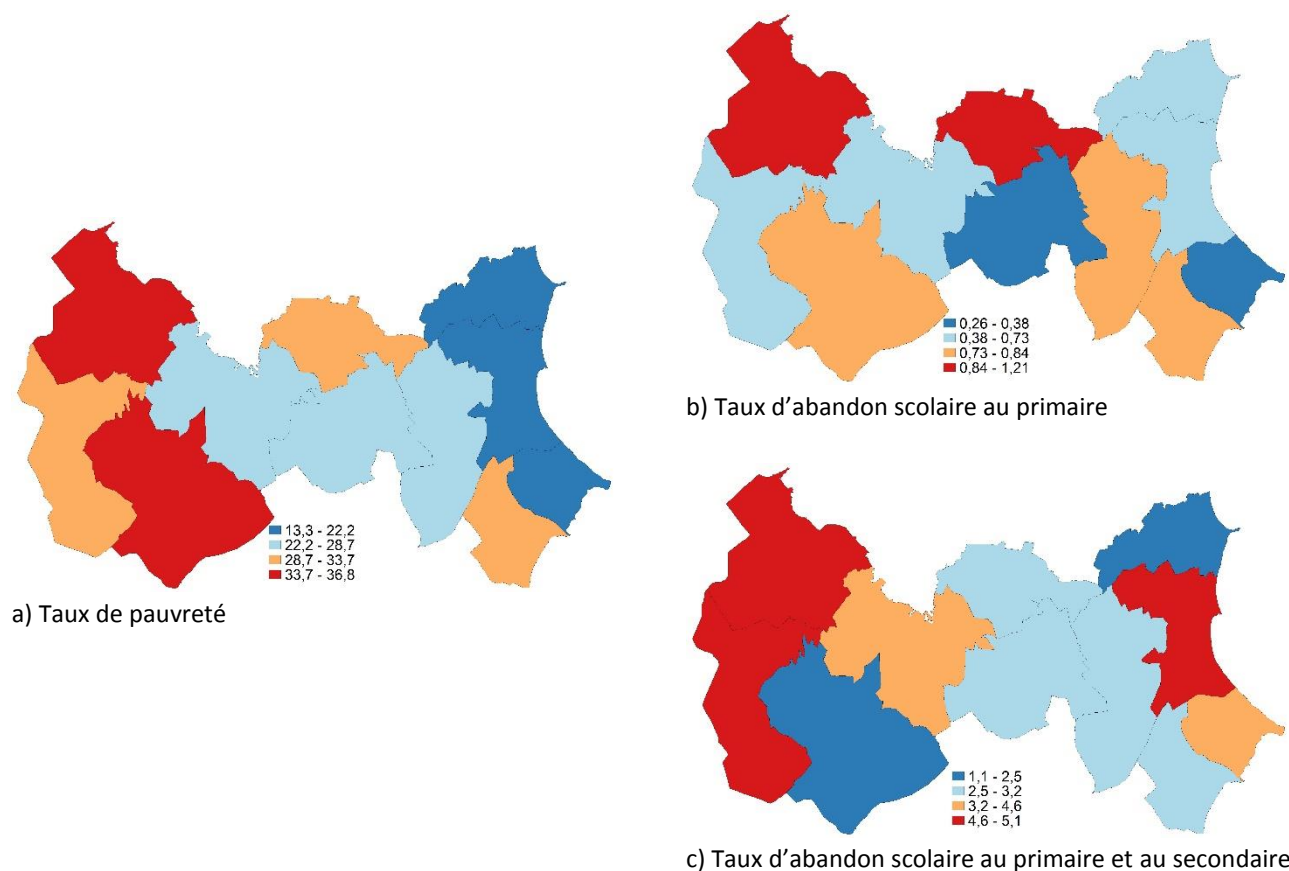 0,26 - 0,38
0,38 - 0,73
0,73 - 0,84
0,84 - 1,21
b) Taux d’abandon scolaire au primaire
13,3 - 22,2
22,2 - 28,7
28,7 - 33,7
33,7 - 36,8
a) Taux de pauvreté
1,1 - 2,5
2,5 - 3,2
3,2 - 4,6
4,6 - 5,1
c) Taux d’abandon scolaire au primaire et au secondaire